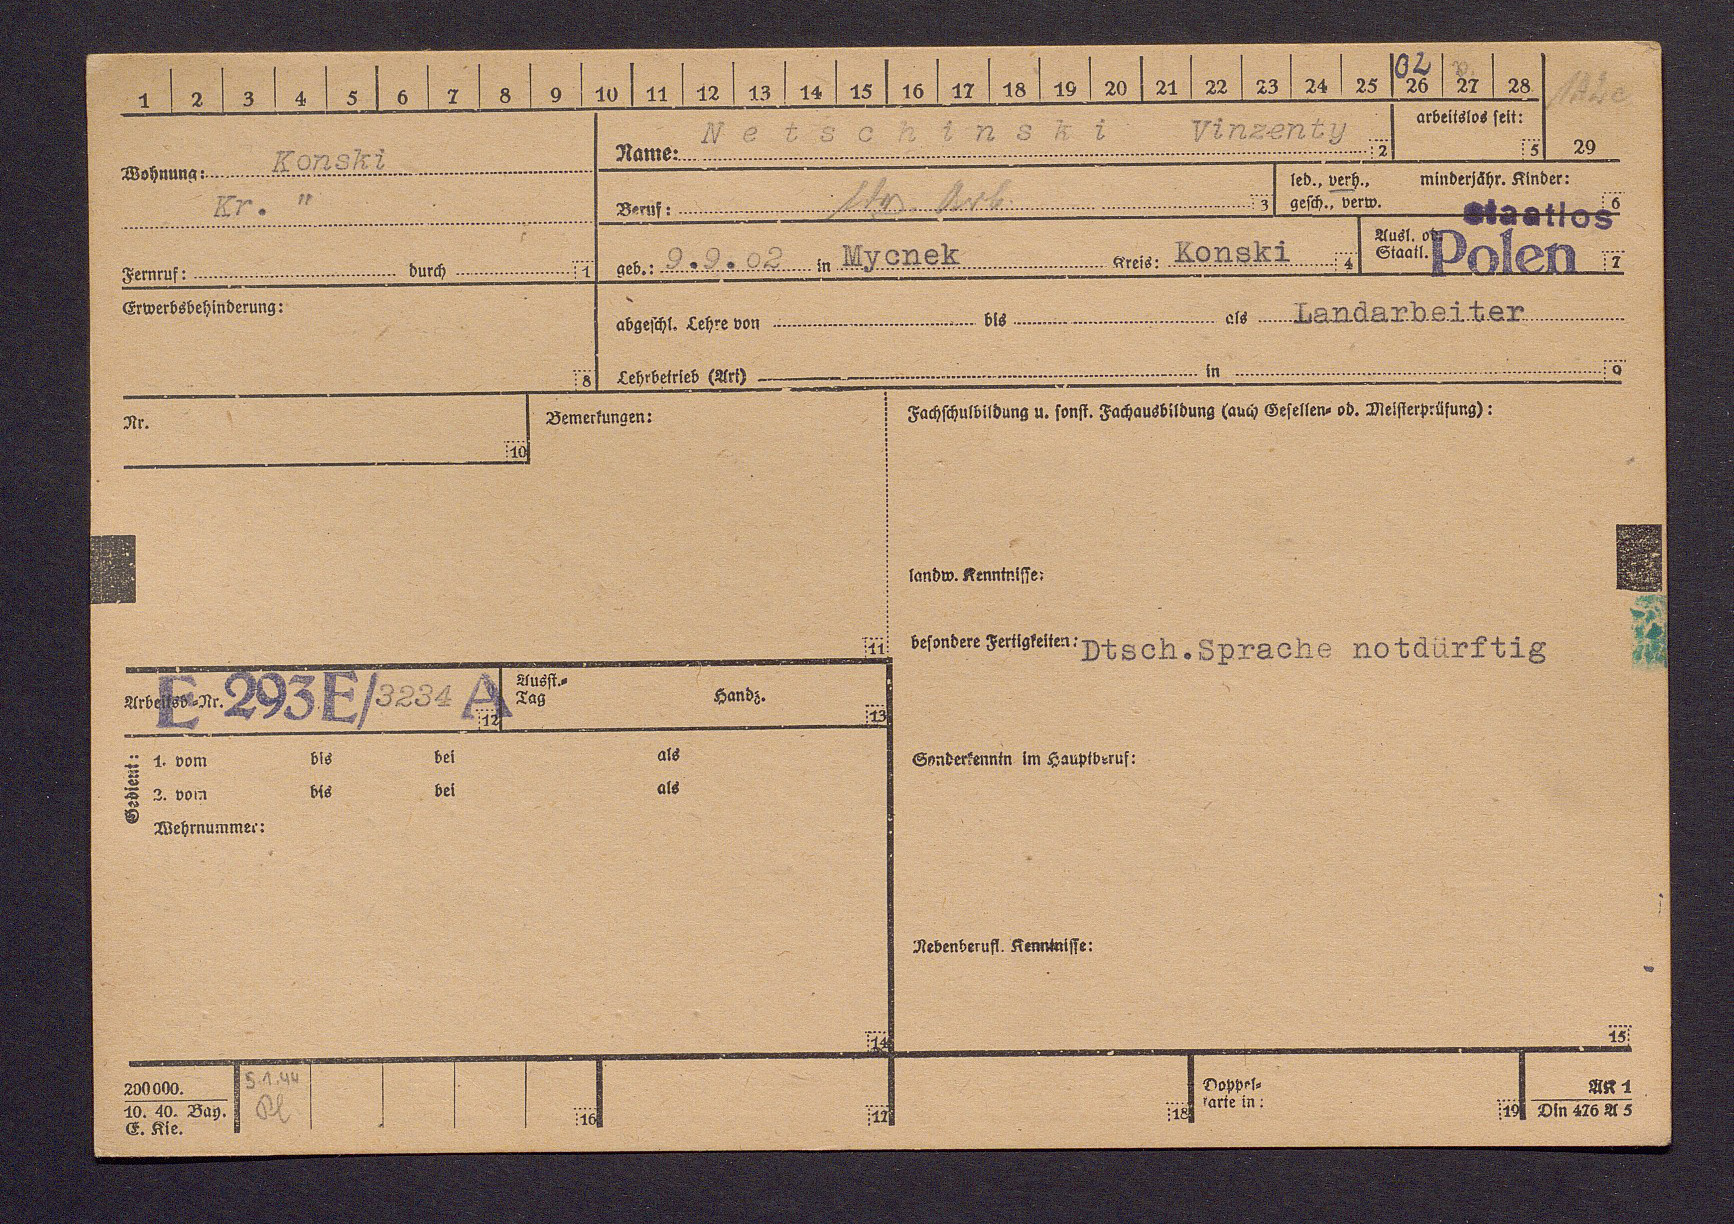 1 2 3 4 5 6 7 8 9 10 11 12 13 14 15 16 17 18 19 20 21 22 23 24 25 26 27 28
02
Wohnung: Konski
Kr. "
Fernruf: durch 1
Name: Netschinski Vinzenty 2
arbeitslos seit: 5
29
Beruf: Arb. 3
led., verh., gesch., verw.
minderjähr. Kinder: 6
geb.: 9.9.02 in Mycnek Kreis: Konski 4
Ausl. od. Staatl. staatlos Polen 7
Erwerbsbehinderung: 8
abgeschl. Lehre von bis als Landarbeiter
Lehrbetrieb (Art) in 9
Nr. 10
Bemerkungen: 11
Fachschulbildung u. sonst. Fachausbildung (auch Gesellen- od. Meisterprüfung):
landw. Kenntnisse:
besondere Fertigkeiten: Dtsch.Sprache notdürftig
Arbeitsb.-Nr. E 293 E/3234 A 12
Ausst.-Tag Handz. 13
Gedient:
1. vom bis bei als
2. vom bis bei als
Wehrnummer:
14
Sonderkenntn im Hauptberuf:
Nebenberufl. Kenntnisse:
15
200000.
10. 40. Bay.
E. Kie.
5.1.44
16
17
18
Doppel-
karte in: 19
AK 1
Din 476 A 5